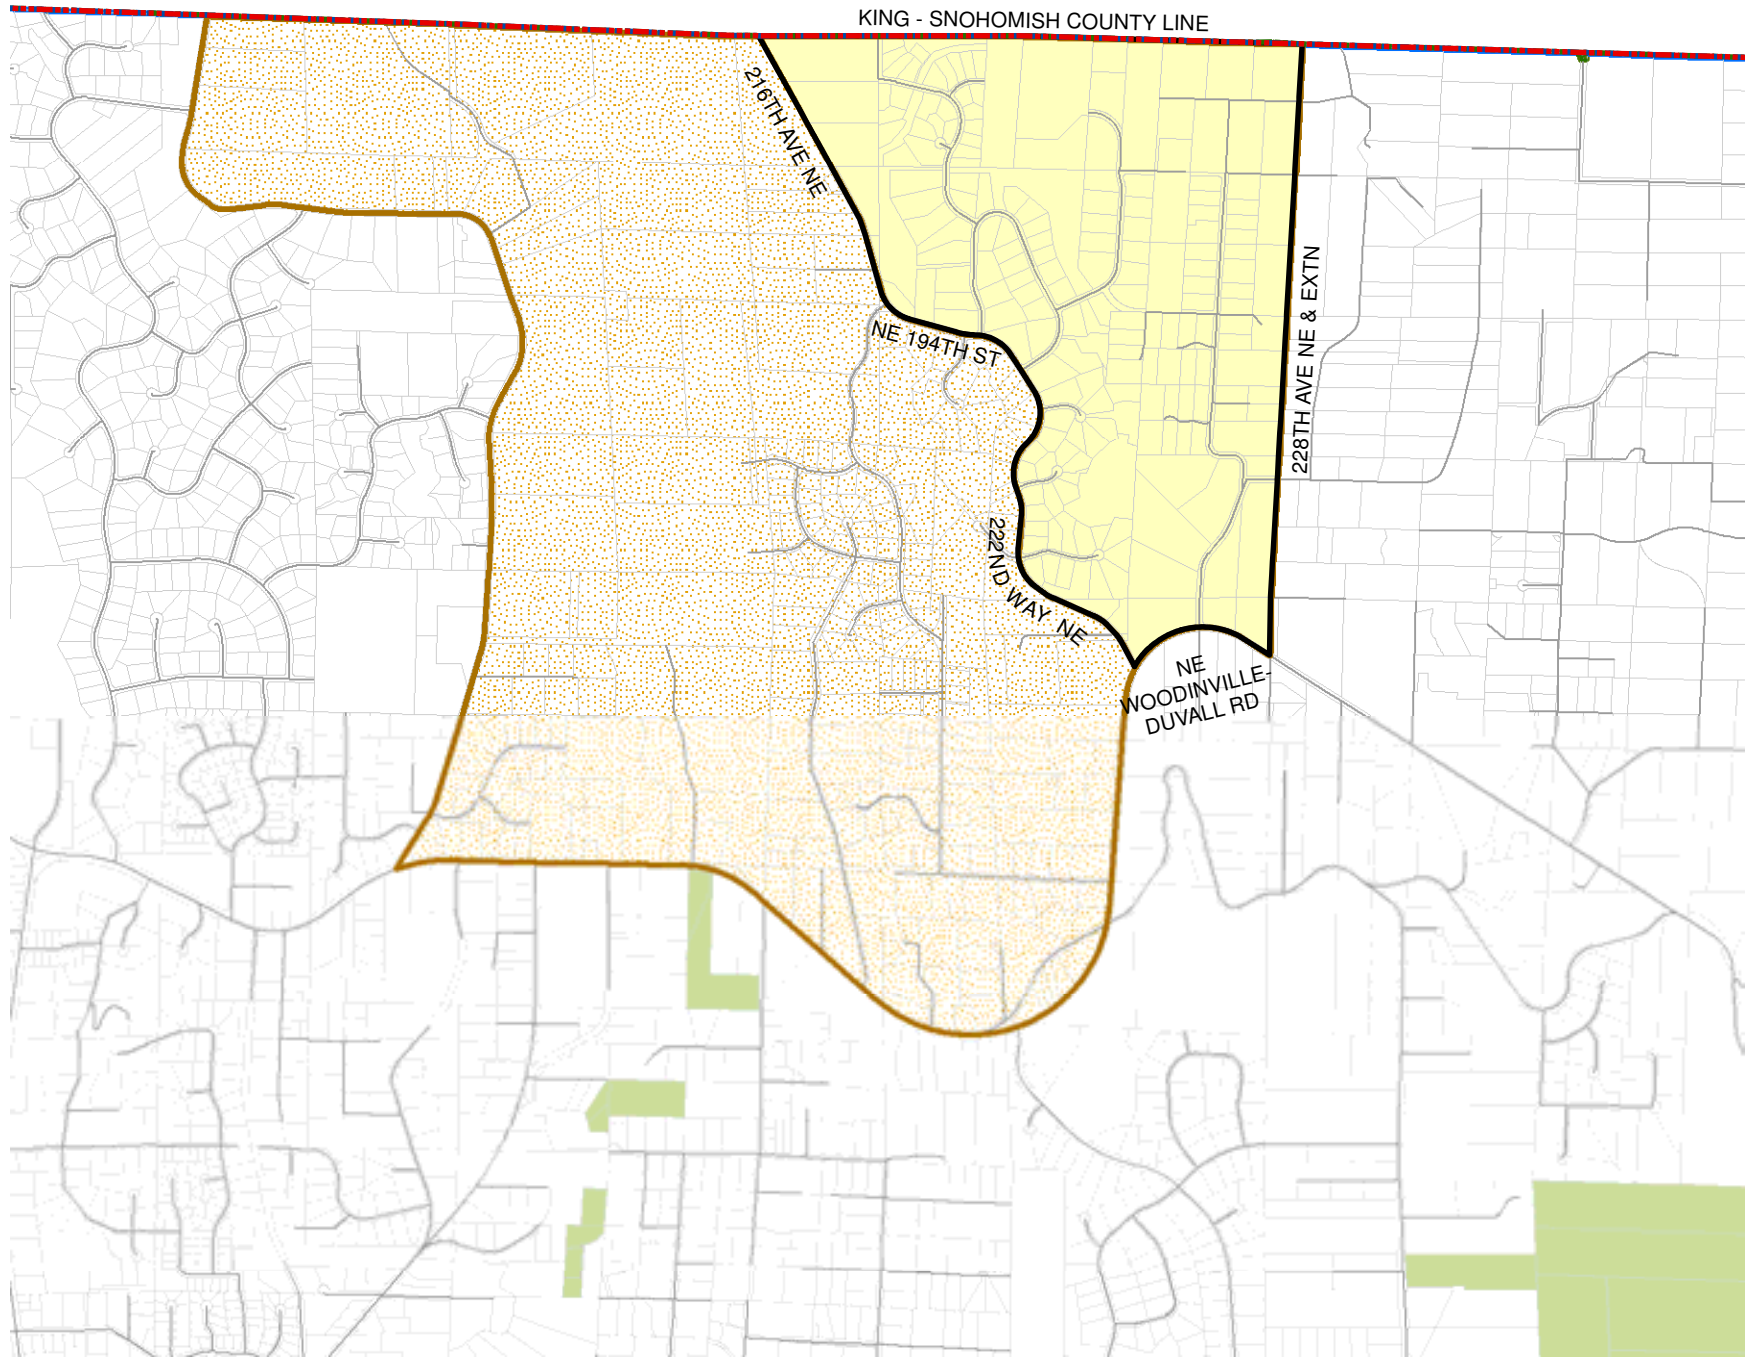 KING - SNOHOMISH COUNTY LINE
216TH AVE NE
NE 194TH ST
228TH AVE NE & EXTN
222ND WAY NE
NE
WOODINVILLE-
DUVALL RD